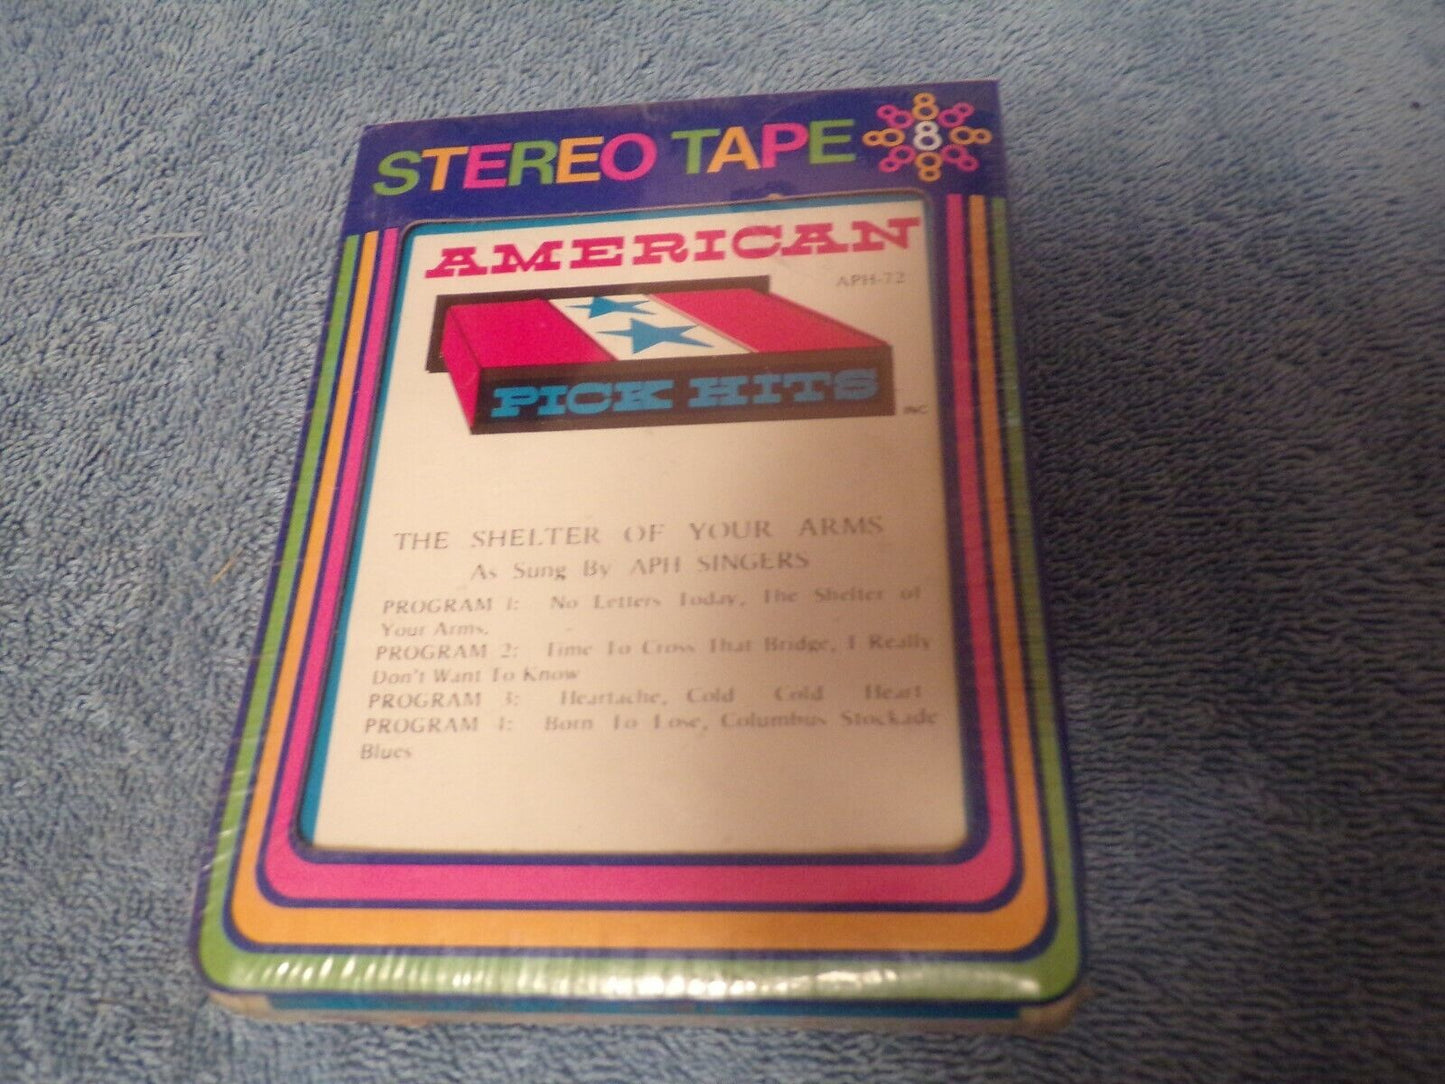 STEREO TAPE 8
AMERICAN
APH-72
PICK HITS
INC
THE SHELTER OF YOUR ARMS
As Sung By APH SINGERS
PROGRAM 1: No Letters Today, The Shelter of
Your Arms.
PROGRAM 2: Time To Cross That Bridge, I Really
Don't Want To Know
PROGRAM 3: Heartache, Cold Cold Heart
PROGRAM 4: Born To Lose, Columbus Stockade
Blues